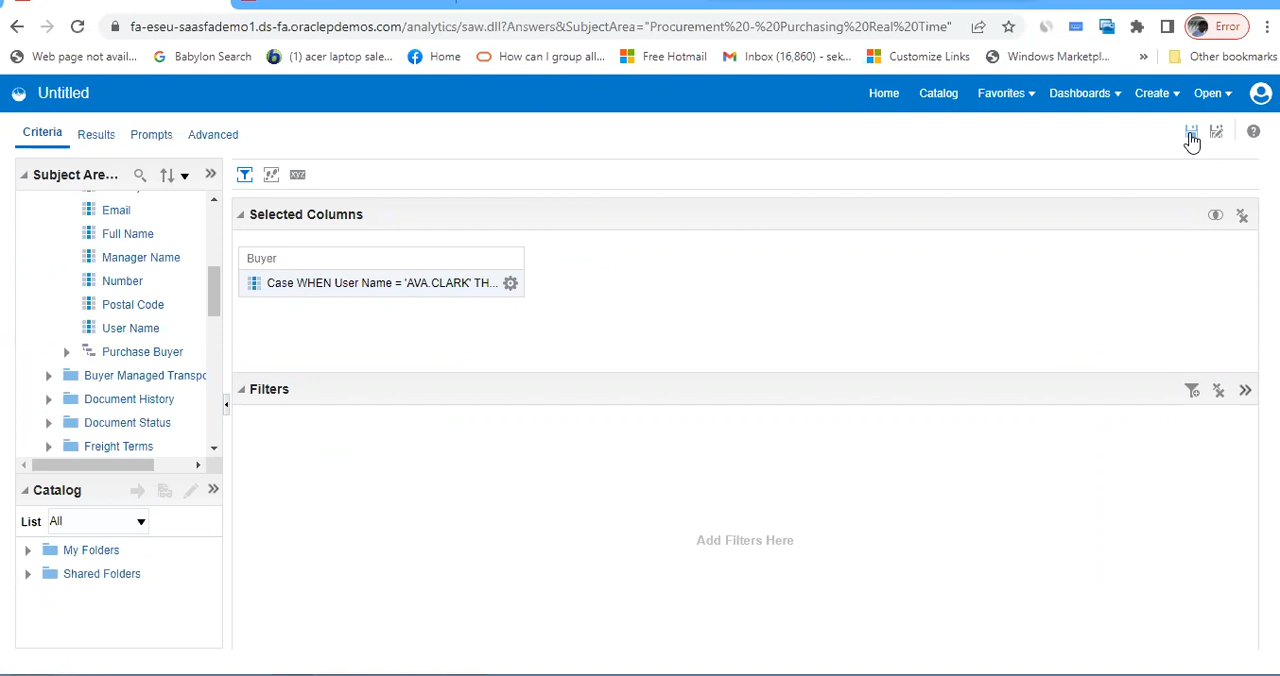 fa-eseu-saasfademo1.ds-fa.oraclepdemos.com/analytics/saw.dll?Answers&SubjectArea="Procurement%20-%20Purchasing%20Real%20Time"
Error
Web page not avail...
Babylon Search
(1) acer laptop sale...
Home
How can I group all...
Free Hotmail
Inbox (16,860) - sek...
Customize Links
Windows Marketpl...
»
Other bookmarks
Untitled
Home
Catalog
Favorites
Dashboards
Create
Open
Criteria
Results
Prompts
Advanced
Subject Are...
Email
Full Name
Manager Name
Number
Postal Code
User Name
Purchase Buyer
Buyer Managed Transpo
Document History
Document Status
Freight Terms
Catalog
List All
My Folders
Shared Folders
XYZ
Selected Columns
Buyer
Case WHEN User Name = 'AVA.CLARK' TH...
Filters
Add Filters Here